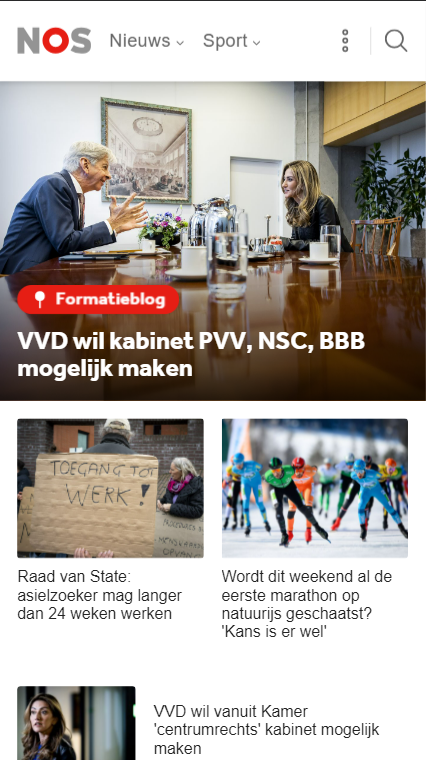 NOS Nieuws Sport
Formatieblog
VVD wil kabinet PVV, NSC, BBB
mogelijk maken
TOEGANG TOT
WERK!
Raad van State:
asielzoeker mag langer
dan 24 weken werken
Wordt dit weekend al de
eerste marathon op
natuurijs geschaatst?
'Kans is er wel'
VVD wil vanuit Kamer
'centrumrechts' kabinet mogelijk
maken